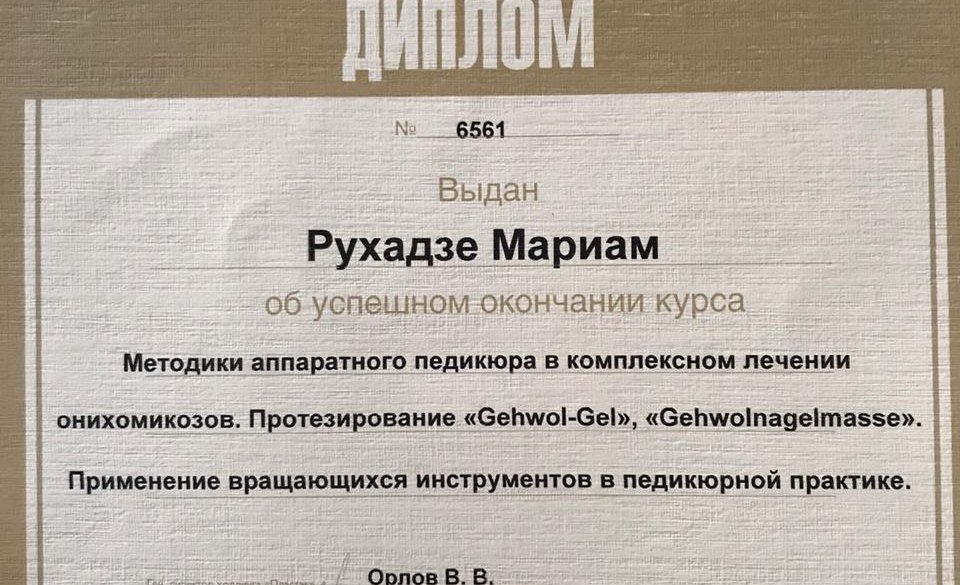 ДИПЛОМ
№ 6561
Выдан
Рухадзе Мариам
об успешном окончании курса
Методики аппаратного педикюра в комплексном лечении
онихомикозов. Протезирование «Gehwol-Gel», «Gehwolnagelmasse».
Применение вращающихся инструментов в педикюрной практике.
Орлов В. В.